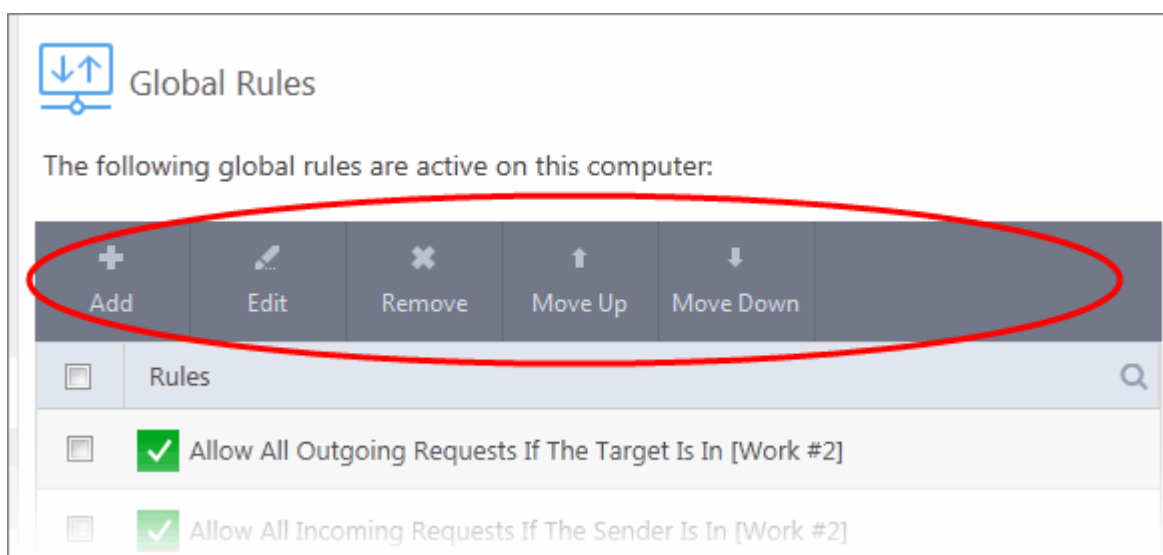 Global Rules
The following global rules are active on this computer:
Add Edit Remove Move Up Move Down
Rules
Allow All Outgoing Requests If The Target Is In [Work #2]
Allow All Incoming Requests If The Sender Is In [Work #2]